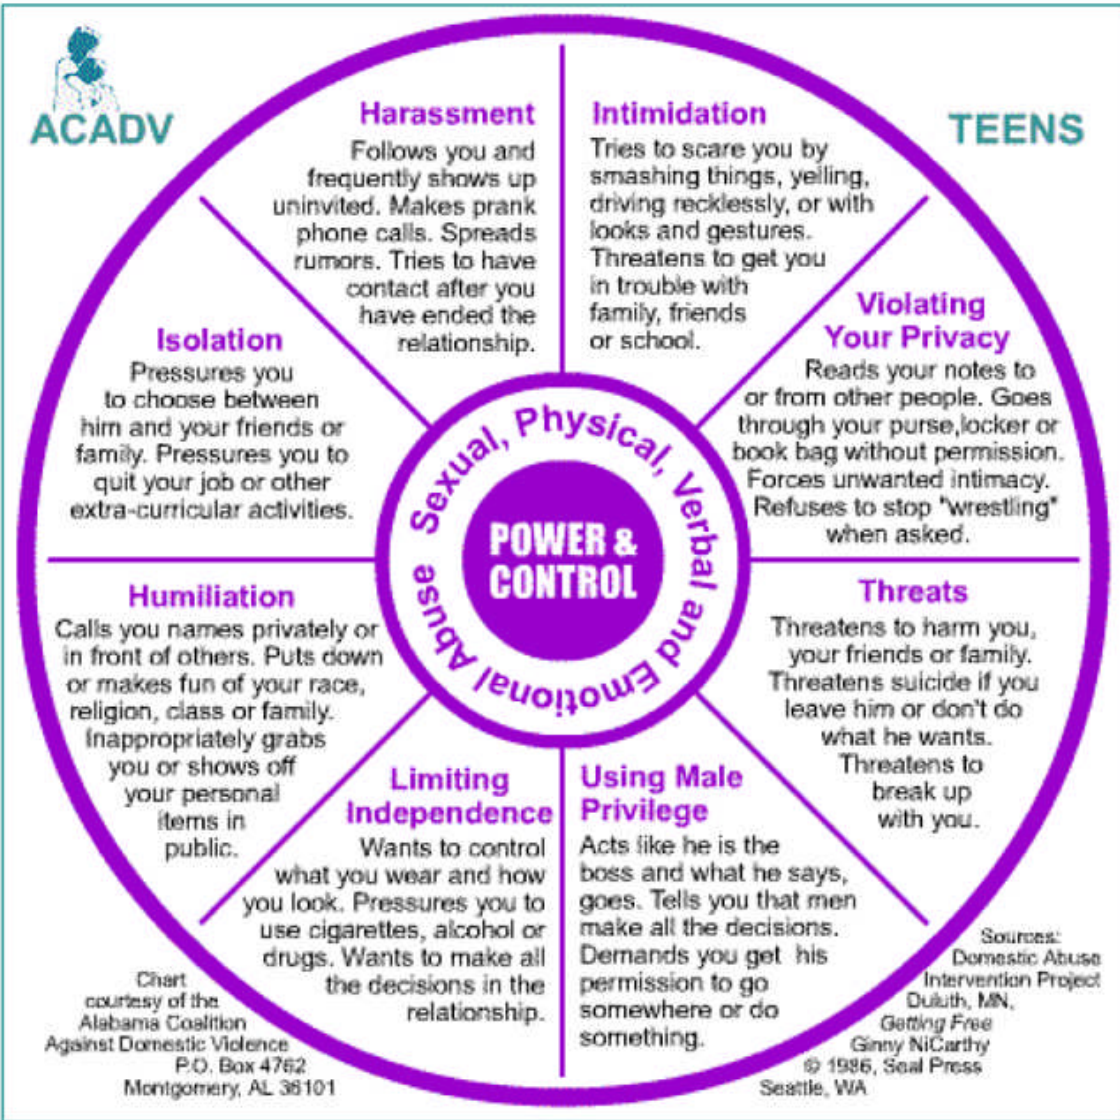 ACADV
TEENS
Harassment
Follows you and
frequently shows up
uninvited. Makes prank
phone calls. Spreads
rumors. Tries to have
contact after you
have ended the
relationship.
Intimidation
Tries to scare you by
smashing things, yelling,
driving recklessly, or with
looks and gestures.
Threatens to get you
in trouble with
family, friends
or school.
Violating
Your Privacy
Reads your notes to
or from other people. Goes
through your purse,locker or
book bag without permission.
Forces unwanted intimacy.
Refuses to stop "wrestling"
when asked.
Isolation
Pressures you
to choose between
him and your friends or
family. Pressures you to
quit your job or other
extra-curricular activities.
Sexual, Physical, Verbal and Emotional Abuse
POWER &
CONTROL
Humiliation
Calls you names privately or
in front of others. Puts down
or makes fun of your race,
religion, class or family.
Inappropriately grabs
you or shows off
your personal
items in
public.
Threats
Threatens to harm you,
your friends or family.
Threatens suicide if you
leave him or don't do
what he wants.
Threatens to
break up
with you.
Limiting
Independence
Wants to control
what you wear and how
you look. Pressures you to
use cigarettes, alcohol or
drugs. Wants to make all
the decisions in the
relationship.
Using Male
Privilege
Acts like he is the
boss and what he says,
goes. Tells you that men
make all the decisions.
Demands you get his
permission to go
somewhere or do
something.
Chart
courtesy of the
Alabama Coalition
Against Domestic Violence
P.O. Box 4762
Montgomery, AL 36101
Sources:
Domestic Abuse
Intervention Project
Duluth, MN,
Getting Free
Ginny NiCarthy
© 1986, Seal Press
Seattle, WA